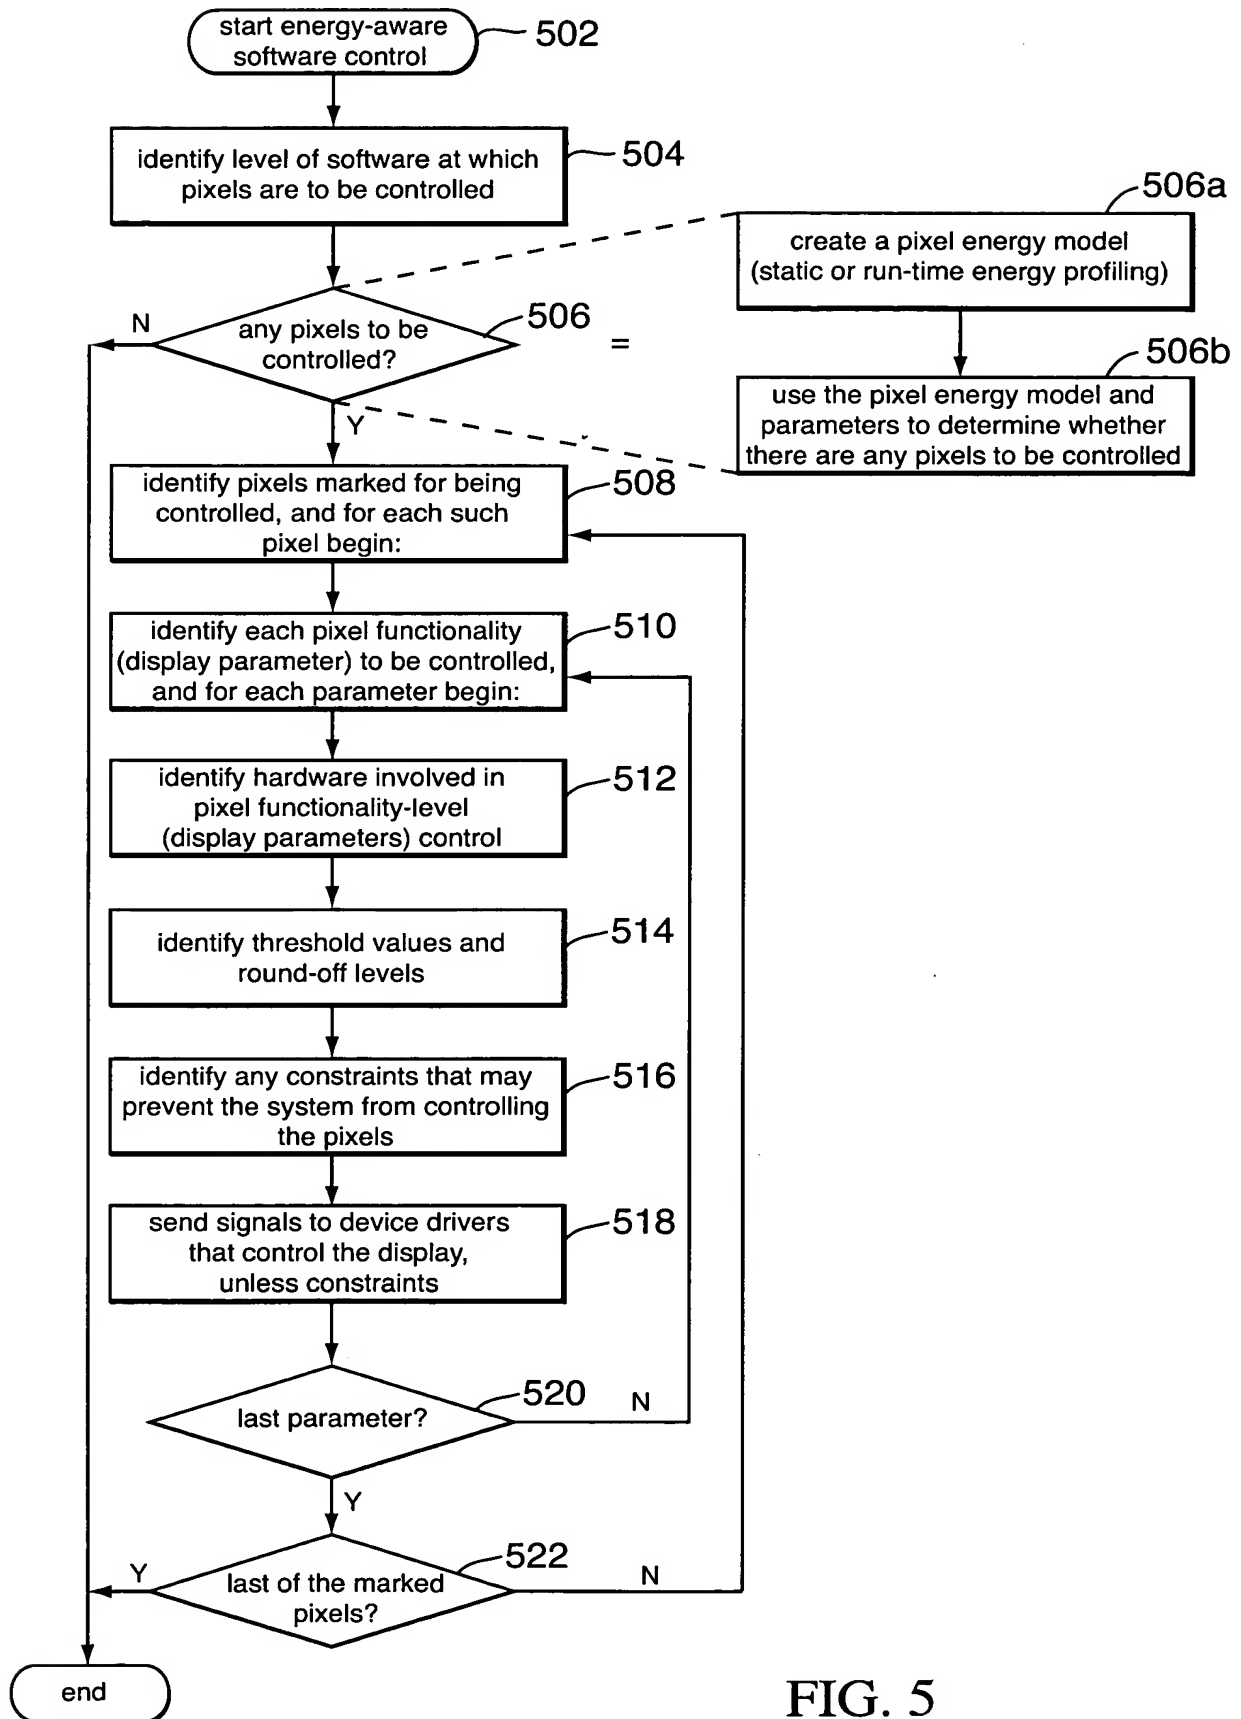 start energy-aware
software control
502
identify level of software at which
pixels are to be controlled
504
506a
create a pixel energy model
(static or run-time energy profiling)
N
any pixels to be
controlled?
506
=
Y
506b
use the pixel energy model and
parameters to determine whether
there are any pixels to be controlled
identify pixels marked for being
controlled, and for each such
pixel begin:
508
identify each pixel functionality
(display parameter) to be controlled,
and for each parameter begin:
510
identify hardware involved in
pixel functionality-level
(display parameters) control
512
identify threshold values and
round-off levels
514
identify any constraints that may
prevent the system from controlling
the pixels
516
send signals to device drivers
that control the display,
unless constraints
518
last parameter?
520
N
Y
last of the marked
pixels?
522
Y
N
end
FIG. 5